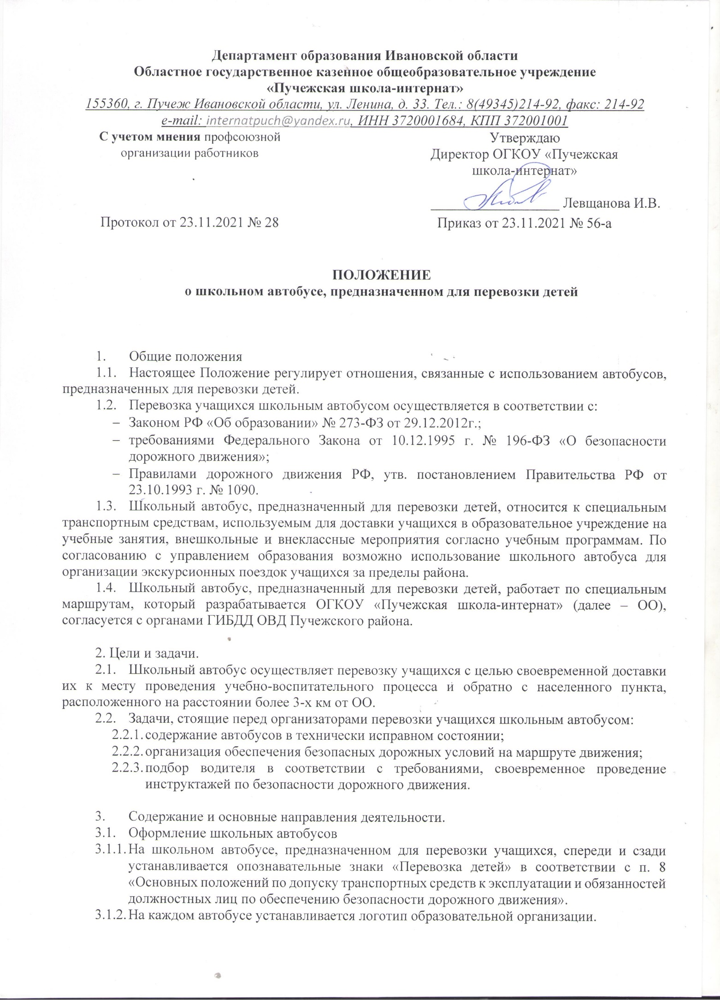 Департамент образования Ивановской области
Областное государственное казенное общеобразовательное учреждение
«Пучежская школа-интернат»
155360, г. Пучеж Ивановской области, ул. Ленина, д. 33. Тел.: 8(49345)214-92, факс: 214-92
e-mail: internatpuch@yandex.ru, ИНН 3720001684, КПП 372001001
С учетом мнения профсоюзной
организации работников
Протокол от 23.11.2021 № 28
Утверждаю
Директор ОГКОУ «Пучежская
школа-интернат»
____________________ Левщанова И.В.
Приказ от 23.11.2021 № 56-а
ПОЛОЖЕНИЕ
о школьном автобусе, предназначенном для перевозки детей
1. Общие положения
1.1. Настоящее Положение регулирует отношения, связанные с использованием автобусов,
предназначенных для перевозки детей.
1.2. Перевозка учащихся школьным автобусом осуществляется в соответствии с:
– Законом РФ «Об образовании» № 273-ФЗ от 29.12.2012г.;
– требованиями Федерального Закона от 10.12.1995 г. № 196-ФЗ «О безопасности
дорожного движения»;
– Правилами дорожного движения РФ, утв. постановлением Правительства РФ от
23.10.1993 г. № 1090.
1.3. Школьный автобус, предназначенный для перевозки детей, относится к специальным
транспортным средствам, используемым для доставки учащихся в образовательное учреждение на
учебные занятия, внешкольные и внеклассные мероприятия согласно учебным программам. По
согласованию с управлением образования возможно использование школьного автобуса для
организации экскурсионных поездок учащихся за пределы района.
1.4. Школьный автобус, предназначенный для перевозки детей, работает по специальным
маршрутам, который разрабатывается ОГКОУ «Пучежская школа-интернат» (далее – ОО),
согласуется с органами ГИБДД ОВД Пучежского района.
2. Цели и задачи.
2.1. Школьный автобус осуществляет перевозку учащихся с целью своевременной доставки
их к месту проведения учебно-воспитательного процесса и обратно с населенного пункта,
расположенного на расстоянии более 3-х км от ОО.
2.2. Задачи, стоящие перед организаторами перевозки учащихся школьным автобусом:
2.2.1. содержание автобусов в технически исправном состоянии;
2.2.2. организация обеспечения безопасных дорожных условий на маршруте движения;
2.2.3. подбор водителя в соответствии с требованиями, своевременное проведение
инструктажей по безопасности дорожного движения.
3. Содержание и основные направления деятельности.
3.1. Оформление школьных автобусов
3.1.1. На школьном автобусе, предназначенном для перевозки учащихся, спереди и сзади
устанавливается опознавательные знаки «Перевозка детей» в соответствии с п. 8
«Основных положений по допуску транспортных средств к эксплуатации и обязанностей
должностных лиц по обеспечению безопасности дорожного движения».
3.1.2. На каждом автобусе устанавливается логотип образовательной организации.